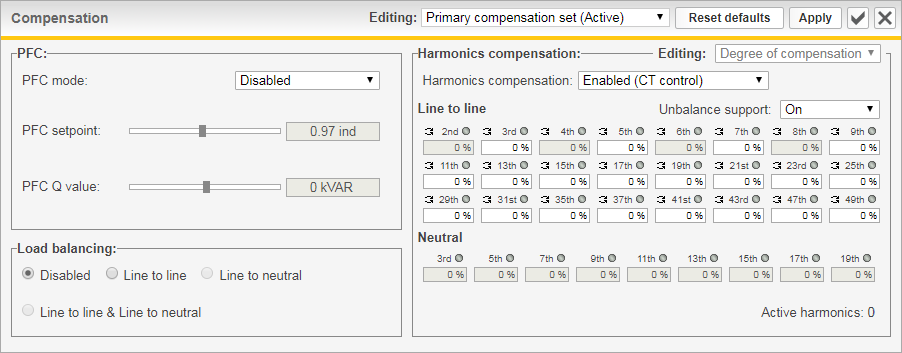 Compensation
Editing: Primary compensation set (Active)
Reset defaults
Apply
PFC:
PFC mode: Disabled
PFC setpoint: 0.97 ind
PFC Q value: 0 kVAR
Load balancing:
Disabled Line to line Line to neutral
Line to line & Line to neutral
Harmonics compensation: Editing: Degree of compensation
Harmonics compensation: Enabled (CT control)
Line to line Unbalance support: On
2nd 3rd 4th 5th 6th 7th 8th 9th
0 % 0 % 0 % 0 % 0 % 0 % 0 % 0 %
11th 13th 15th 17th 19th 21st 23rd 25th
0 % 0 % 0 % 0 % 0 % 0 % 0 % 0 %
29th 31st 35th 37th 41st 43rd 47th 49th
0 % 0 % 0 % 0 % 0 % 0 % 0 % 0 %
Neutral
3rd 5th 7th 9th 11th 13th 15th 17th 19th
0 % 0 % 0 % 0 % 0 % 0 % 0 % 0 % 0 %
Active harmonics: 0